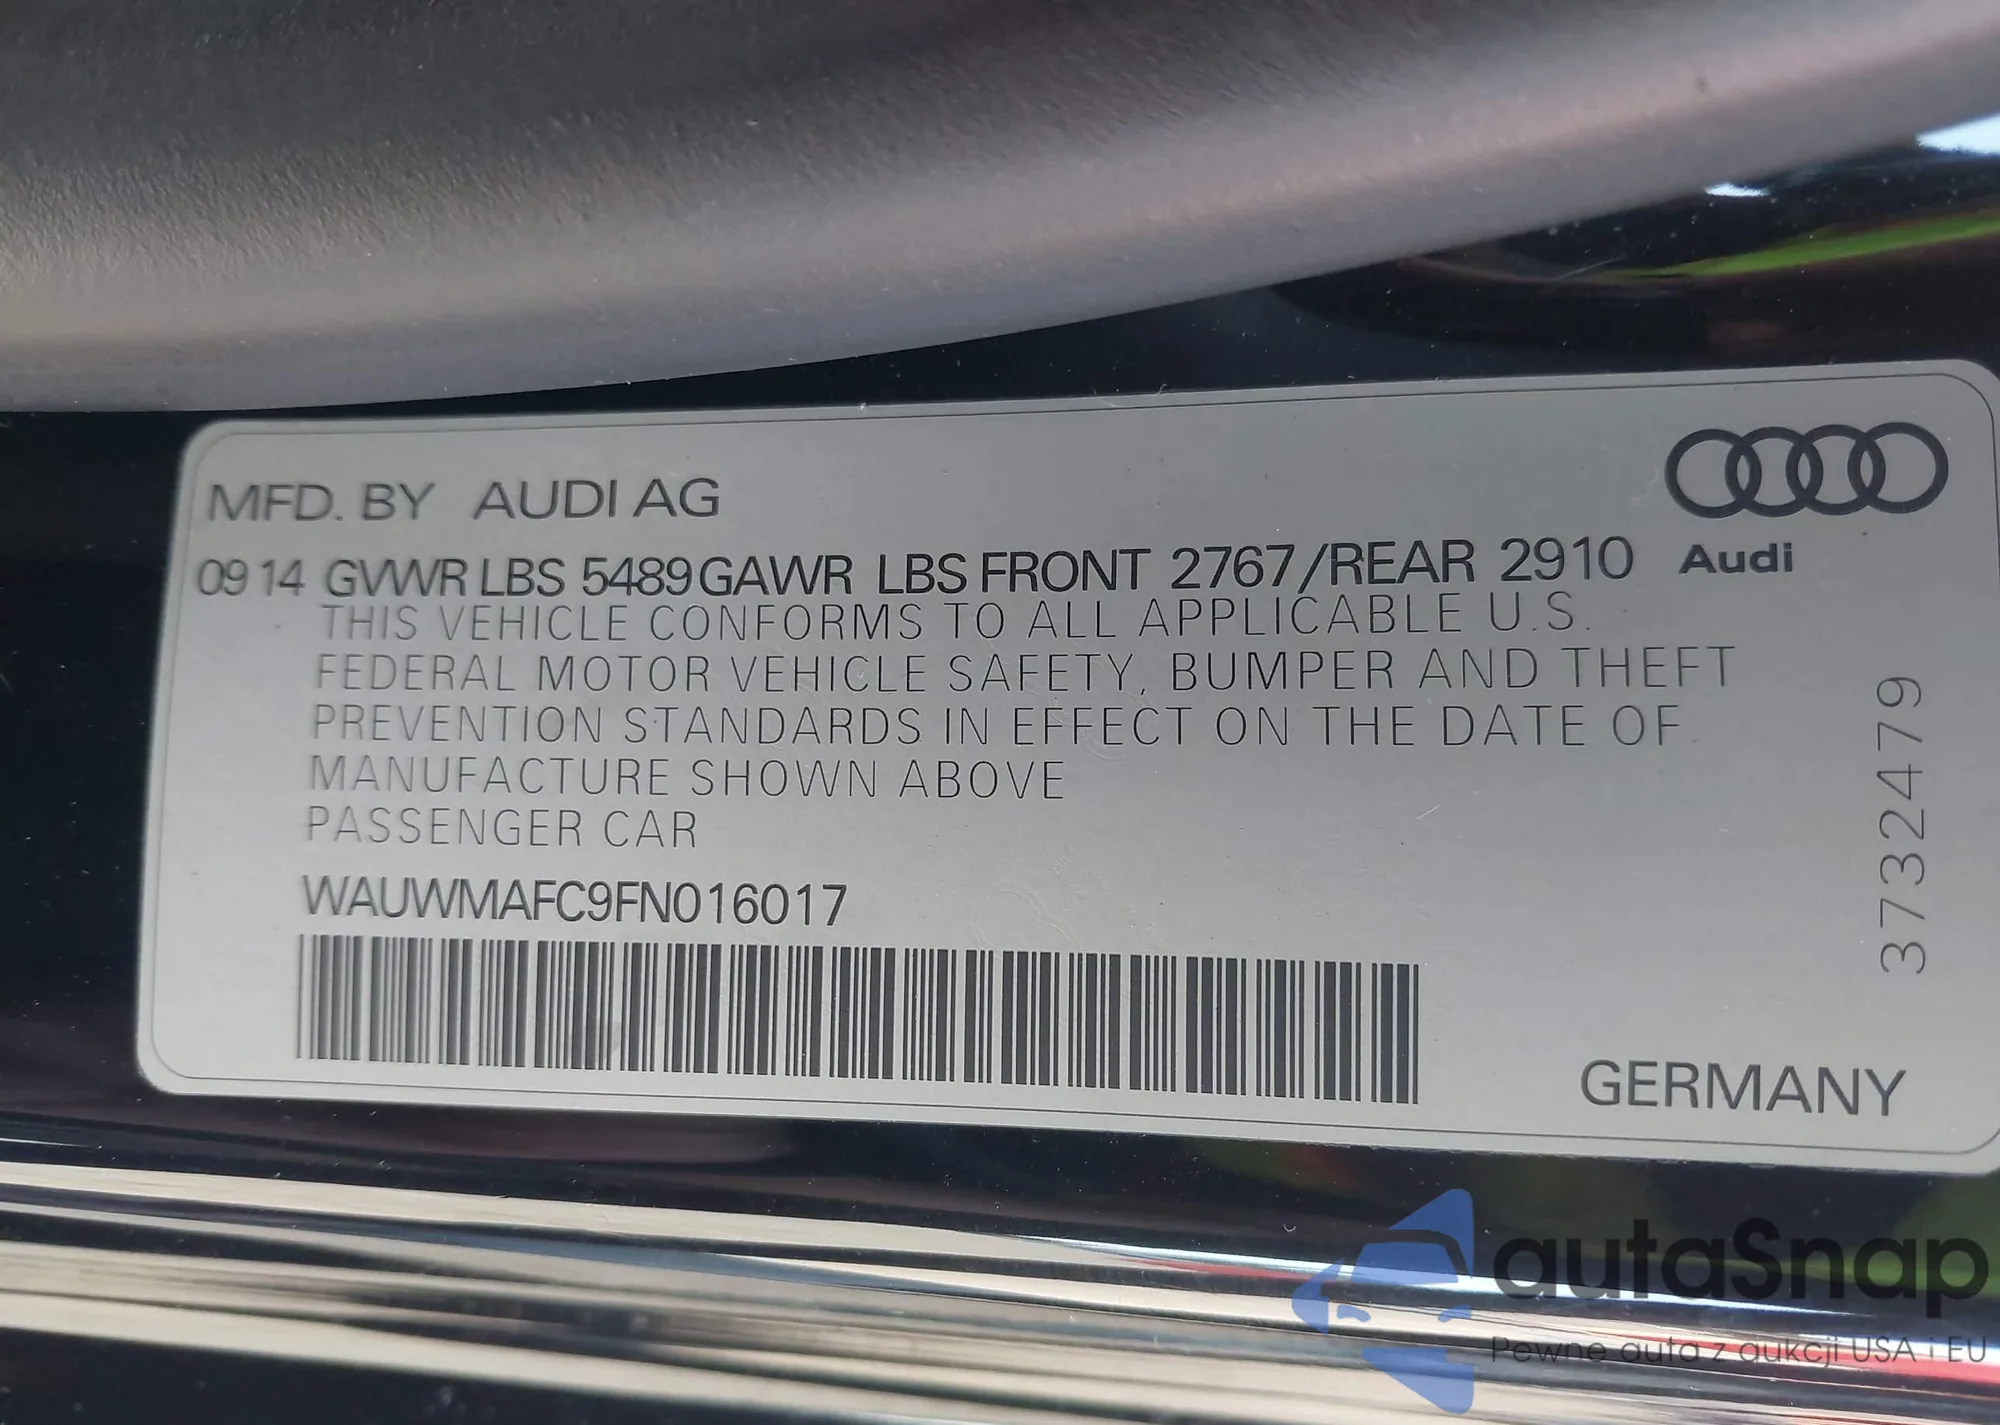 MFD. BY AUDI AG
09 14 GVWR LBS 5489 GAWR LBS FRONT 2767/REAR 2910 Audi
THIS VEHICLE CONFORMS TO ALL APPLICABLE U.S.
FEDERAL MOTOR VEHICLE SAFETY, BUMPER AND THEFT
PREVENTION STANDARDS IN EFFECT ON THE DATE OF
MANUFACTURE SHOWN ABOVE
PASSENGER CAR
WAUWMAFC9FN016017
3732479
GERMANY
autaSnap
Pewne auta z aukcji USA i EU